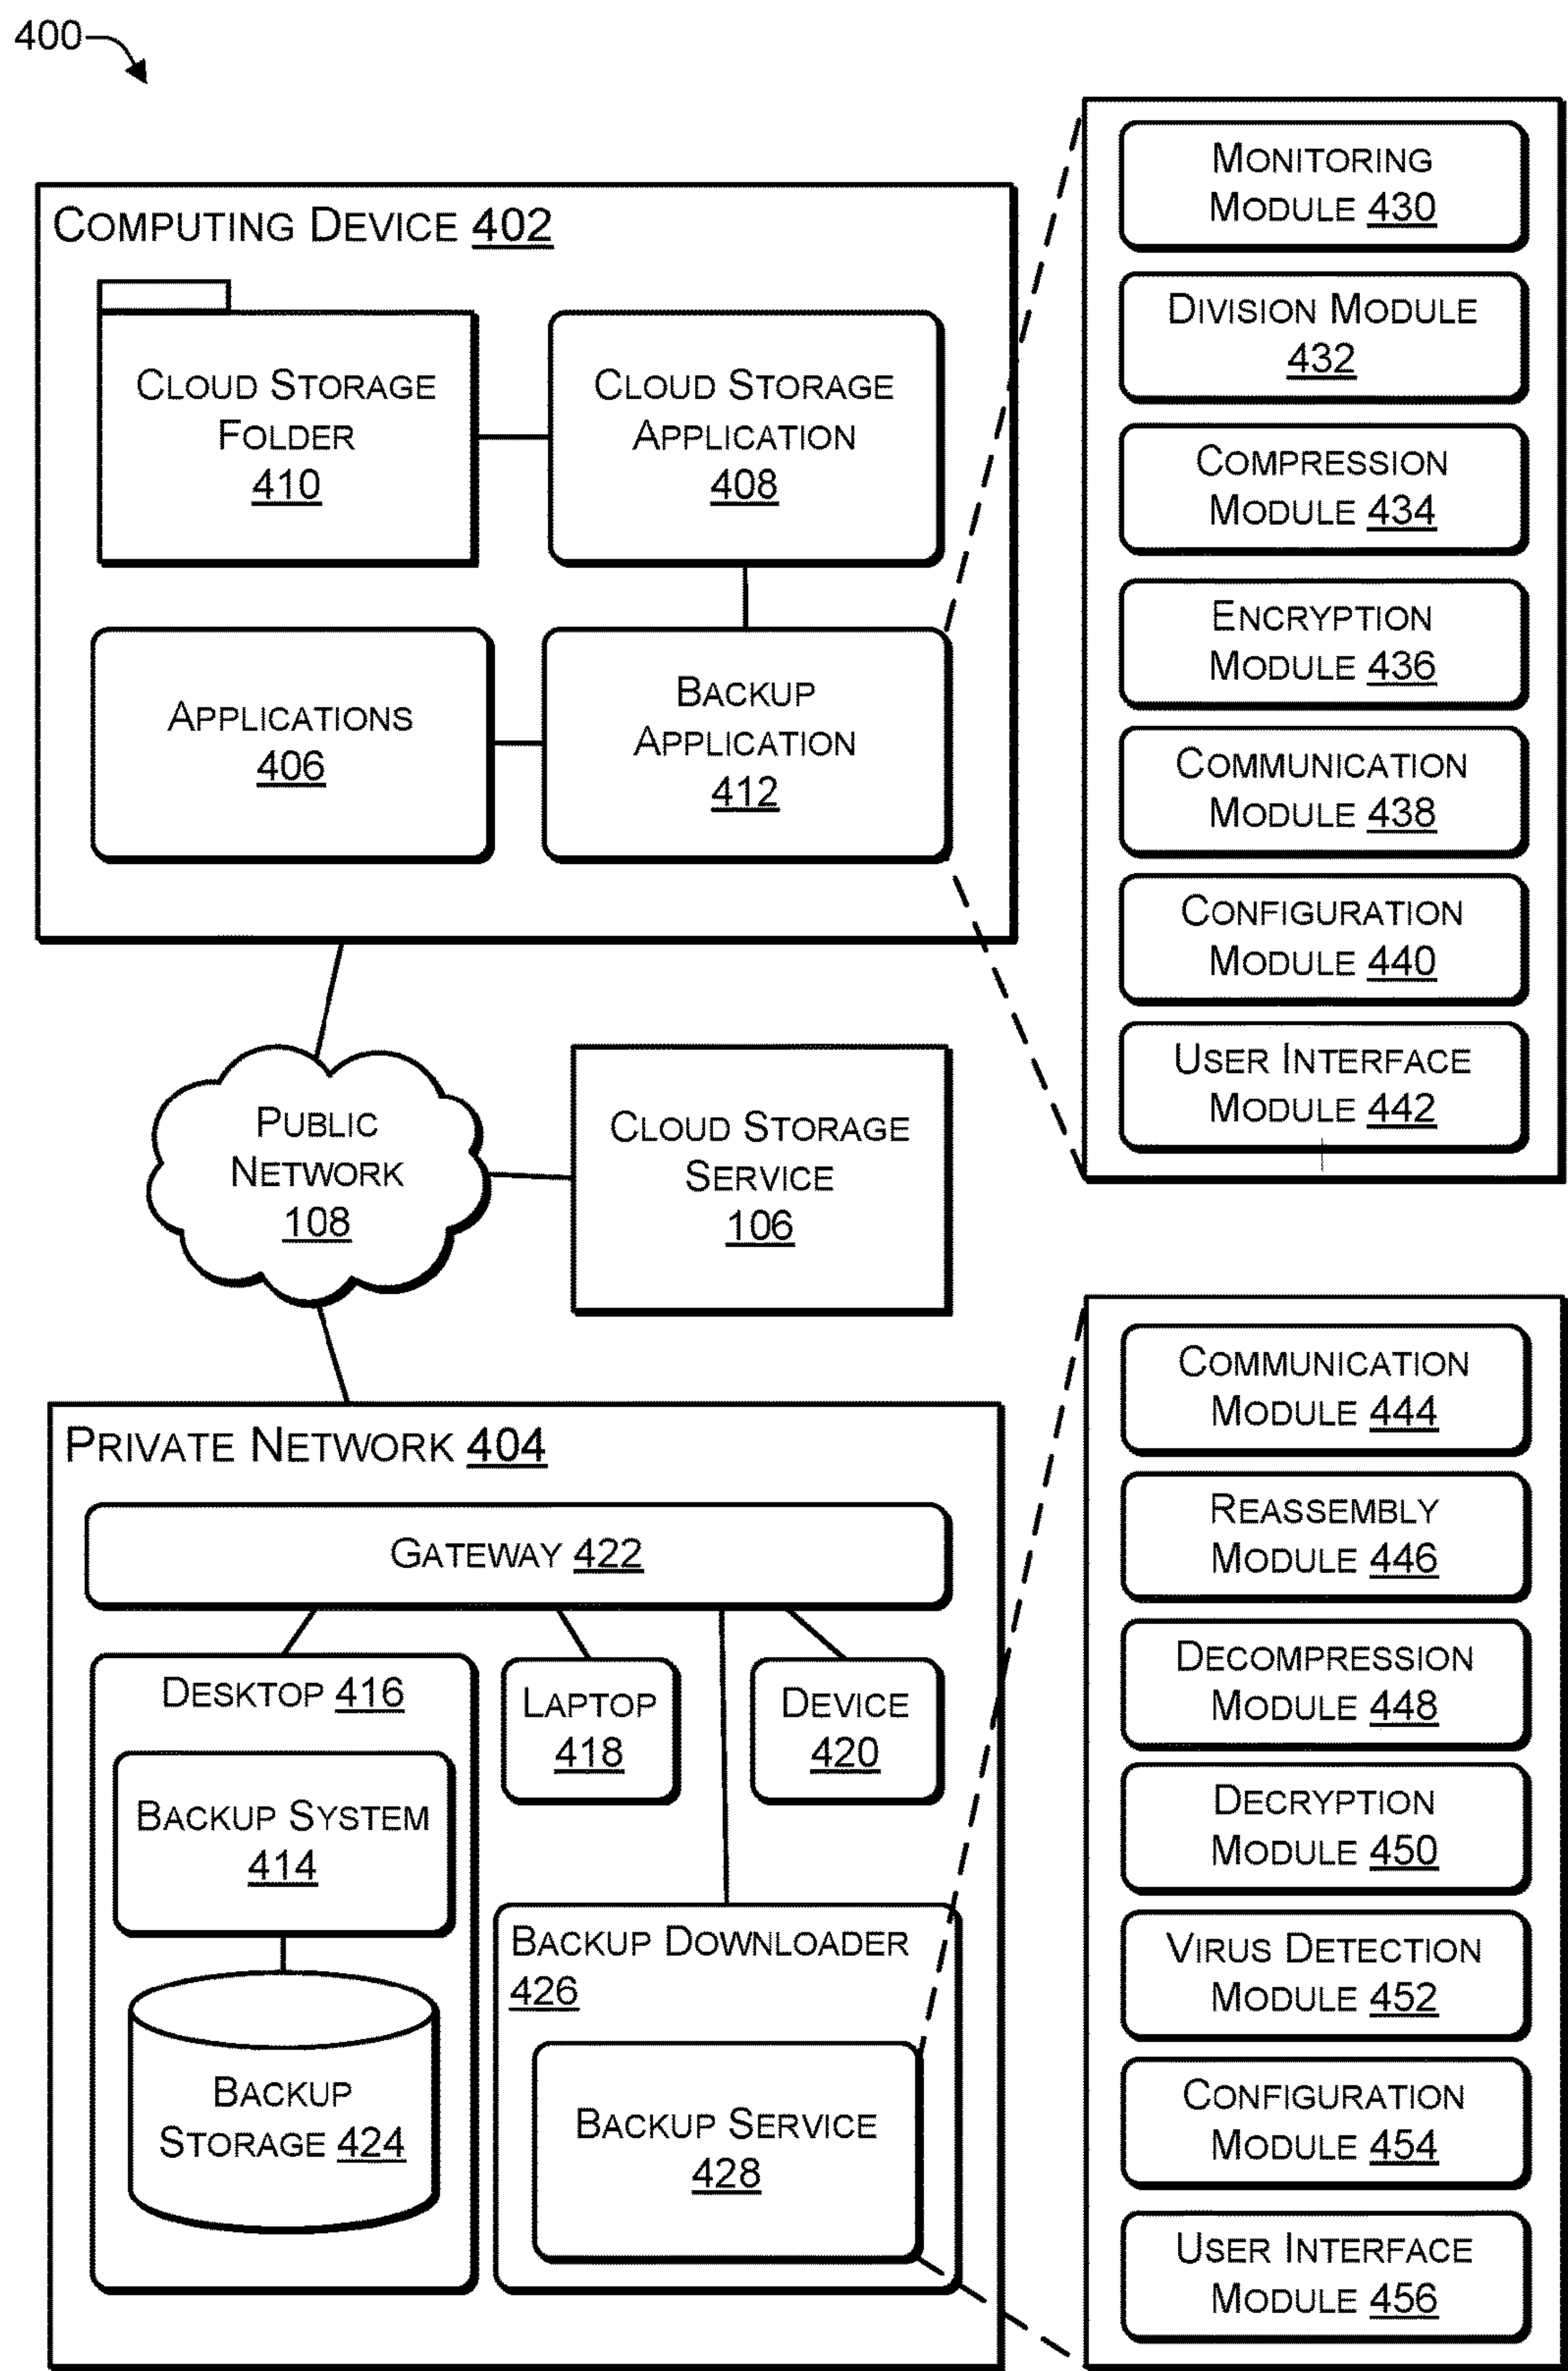 400
COMPUTING DEVICE 402
CLOUD STORAGE
FOLDER
410
CLOUD STORAGE
APPLICATION
408
APPLICATIONS
406
BACKUP
APPLICATION
412
MONITORING
MODULE 430
DIVISION MODULE
432
COMPRESSION
MODULE 434
ENCRYPTION
MODULE 436
COMMUNICATION
MODULE 438
CONFIGURATION
MODULE 440
USER INTERFACE
MODULE 442
PUBLIC
NETWORK
108
CLOUD STORAGE
SERVICE
106
PRIVATE NETWORK 404
GATEWAY 422
DESKTOP 416
BACKUP SYSTEM
414
BACKUP
STORAGE 424
LAPTOP
418
DEVICE
420
BACKUP DOWNLOADER
426
BACKUP SERVICE
428
COMMUNICATION
MODULE 444
REASSEMBLY
MODULE 446
DECOMPRESSION
MODULE 448
DECRYPTION
MODULE 450
VIRUS DETECTION
MODULE 452
CONFIGURATION
MODULE 454
USER INTERFACE
MODULE 456